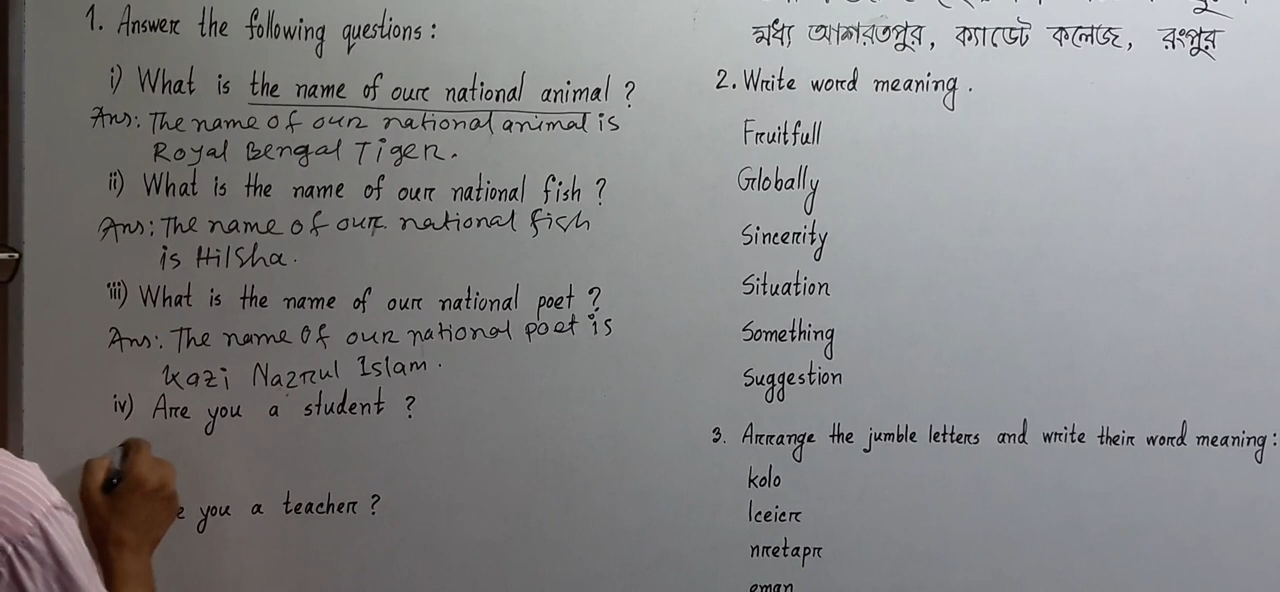 1. Answer the following questions:
i) What is the name of our national animal?
Ans: The name of our national animal is
Royal Bengal Tiger.
ii) What is the name of our national fish?
Ans: The name of our national fish
is Hilsha.
iii) What is the name of our national poet?
Ans: The name of our national poet is
Kazi Nazrul Islam.
iv) Are you a student?
e you a teacher?
মধ্য আশরতপুর, ক্যাডেট কলেজ, রংপুর
2. Write word meaning.
Fruitfull
Globally
Sincerity
Situation
Something
Suggestion
3. Arrange the jumble letters and write their word meaning:
kolo
lceicr
nretapr
eman